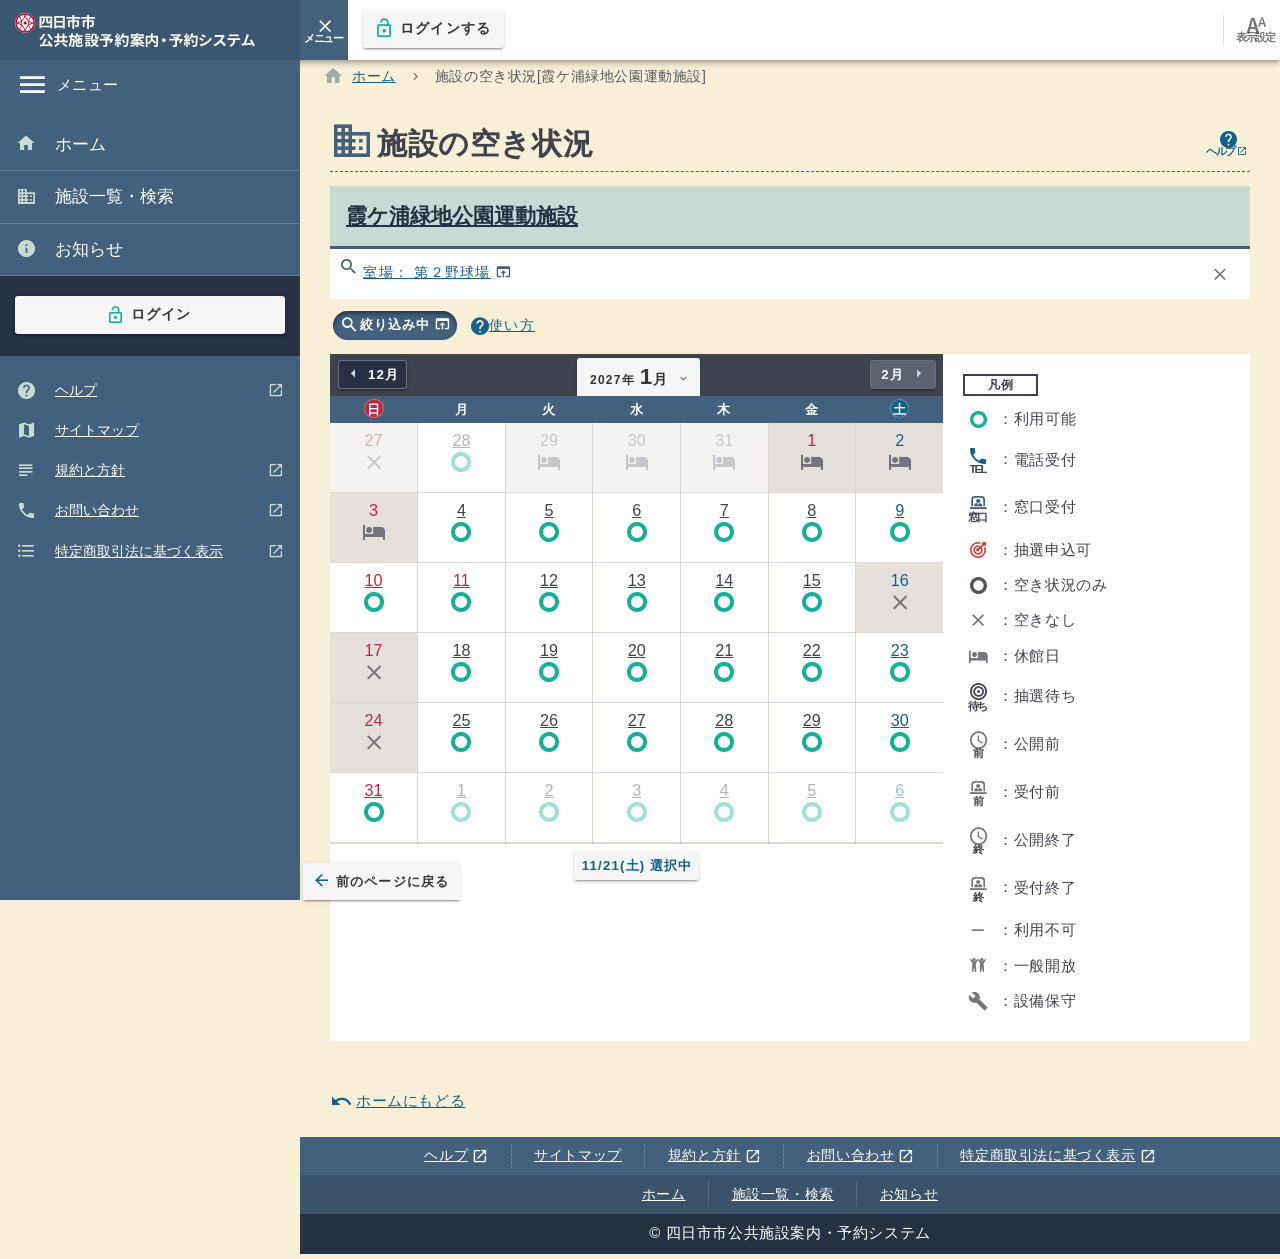 四日市市
公共施設予約案内・予約システム
メニュー
ログインする
表示設定
メニュー
ホーム
施設一覧・検索
お知らせ
ログイン
ヘルプ
サイトマップ
規約と方針
お問い合わせ
特定商取引法に基づく表示
ホーム
施設の空き状況[霞ケ浦緑地公園運動施設]
施設の空き状況
ヘルプ
霞ケ浦緑地公園運動施設
室場： 第２野球場
絞り込み中
使い方
12月
2027年 1月
2月
日 月 火 水 木 金 土
27 28 29 30 31 1 2
3 4 5 6 7 8 9
10 11 12 13 14 15 16
17 18 19 20 21 22 23
24 25 26 27 28 29 30
31 1 2 3 4 5 6
11/21(土) 選択中
前のページに戻る
凡例
：利用可能
TEL ：電話受付
窓口 ：窓口受付
：抽選申込可
：空き状況のみ
：空きなし
：休館日
待ち ：抽選待ち
前 ：公開前
前 ：受付前
終 ：公開終了
終 ：受付終了
：利用不可
：一般開放
：設備保守
ホームにもどる
ヘルプ サイトマップ 規約と方針 お問い合わせ 特定商取引法に基づく表示
ホーム 施設一覧・検索 お知らせ
© 四日市市公共施設案内・予約システム